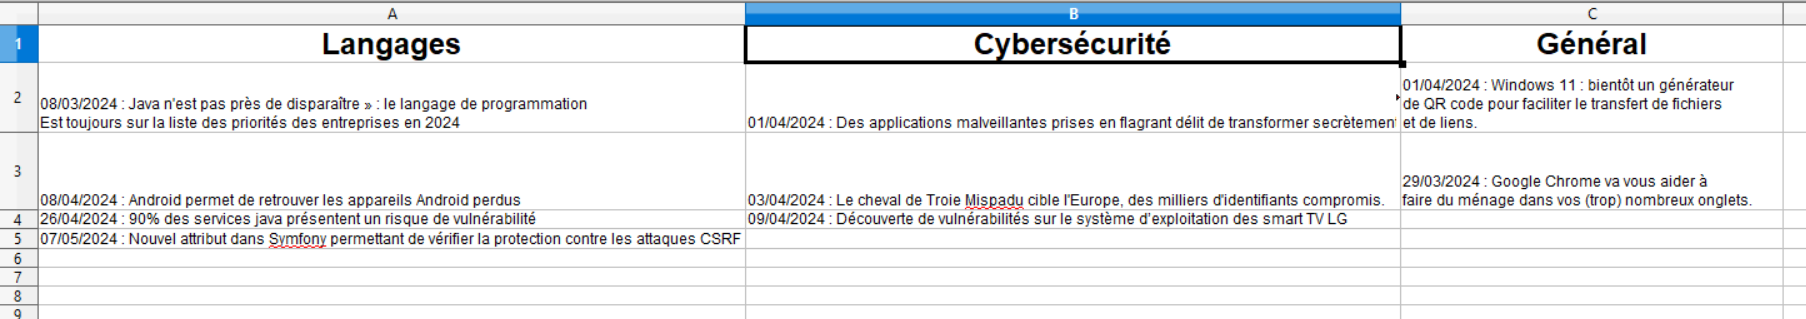 A B C
1 Langages Cybersécurité Général
2
08/03/2024 : Java n'est pas près de disparaître » : le langage de programmation
Est toujours sur la liste des priorités des entreprises en 2024
01/04/2024 : Des applications malveillantes prises en flagrant délit de transformer secrètement
01/04/2024 : Windows 11 : bientôt un générateur
de QR code pour faciliter le transfert de fichiers
et de liens.
3
08/04/2024 : Android permet de retrouver les appareils Android perdus
03/04/2024 : Le cheval de Troie Mispadu cible l'Europe, des milliers d'identifiants compromis.
29/03/2024 : Google Chrome va vous aider à
faire du ménage dans vos (trop) nombreux onglets.
4 26/04/2024 : 90% des services java présentent un risque de vulnérabilité 09/04/2024 : Découverte de vulnérabilités sur le système d’exploitation des smart TV LG
5 07/05/2024 : Nouvel attribut dans Symfony permettant de vérifier la protection contre les attaques CSRF
6
7
8
9